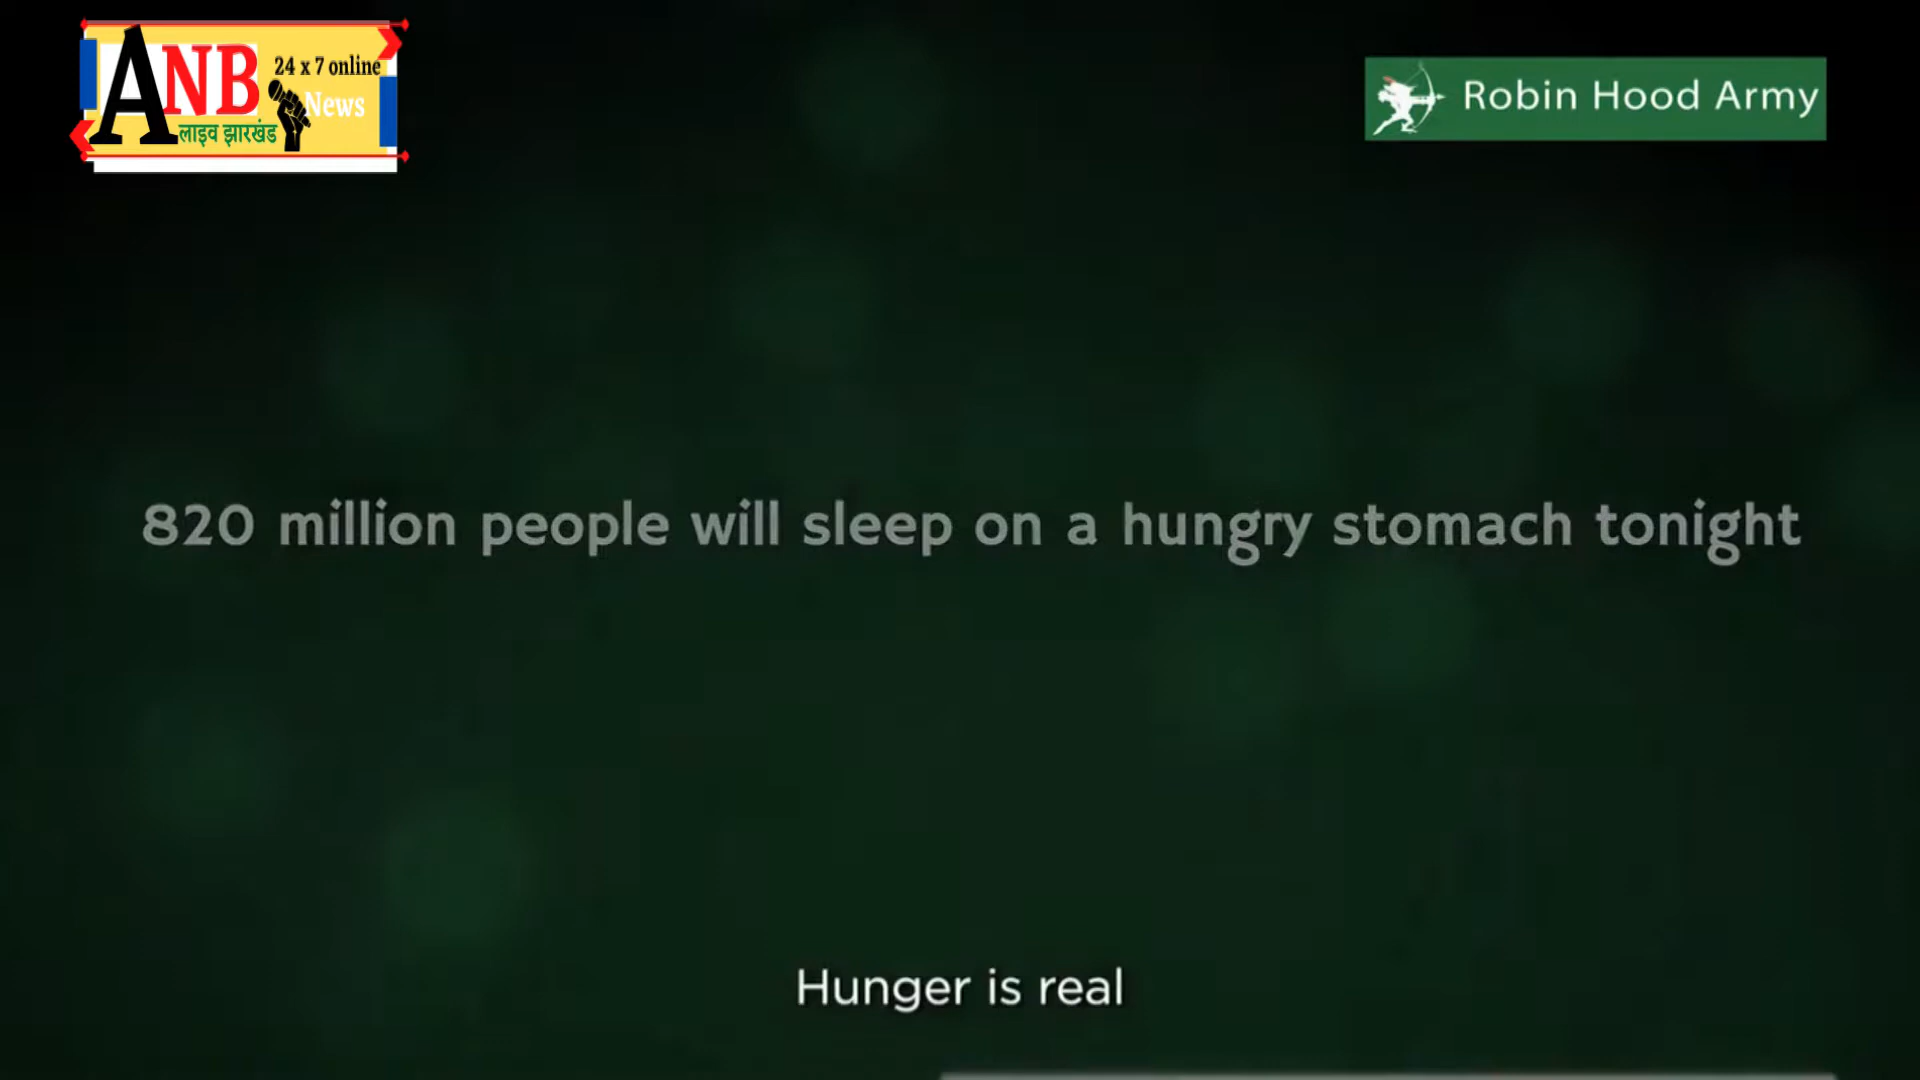 ANB
24 x 7 online
News
लाइव झारखंड
Robin Hood Army
820 million people will sleep on a hungry stomach tonight
Hunger is real